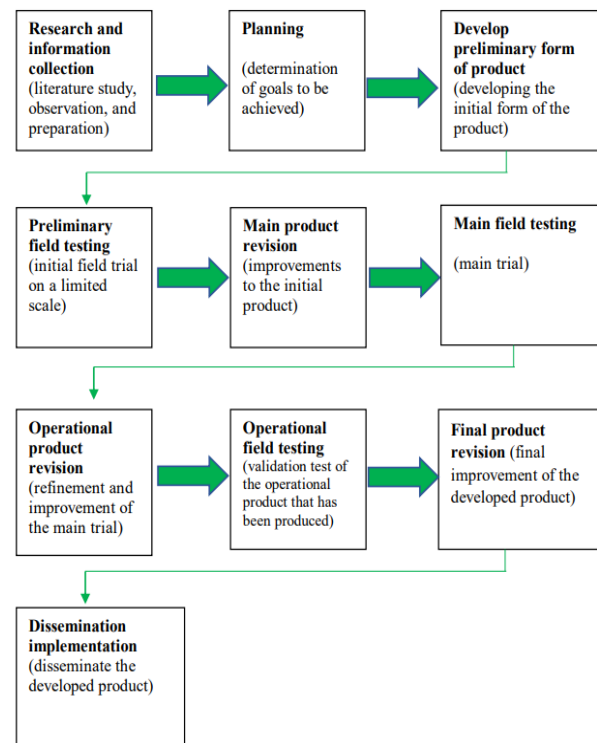 Research and
information
collection
(literature study,
observation, and
preparation)
Planning
(determination
of goals to be
achieved)
Develop
preliminary form
of product
(developing the
initial form of the
product)
Preliminary
field testing
(initial field trial
on a limited
scale)
Main product
revision
(improvements
to the initial
product)
Main field testing
(main trial)
Operational
product
revision
(refinement and
improvement of
the main trial)
Operational
field testing
(validation test of
the operational
product that has
been produced)
Final product
revision (final
improvement of the
developed product)
Dissemination
implementation
(disseminate the
developed product)